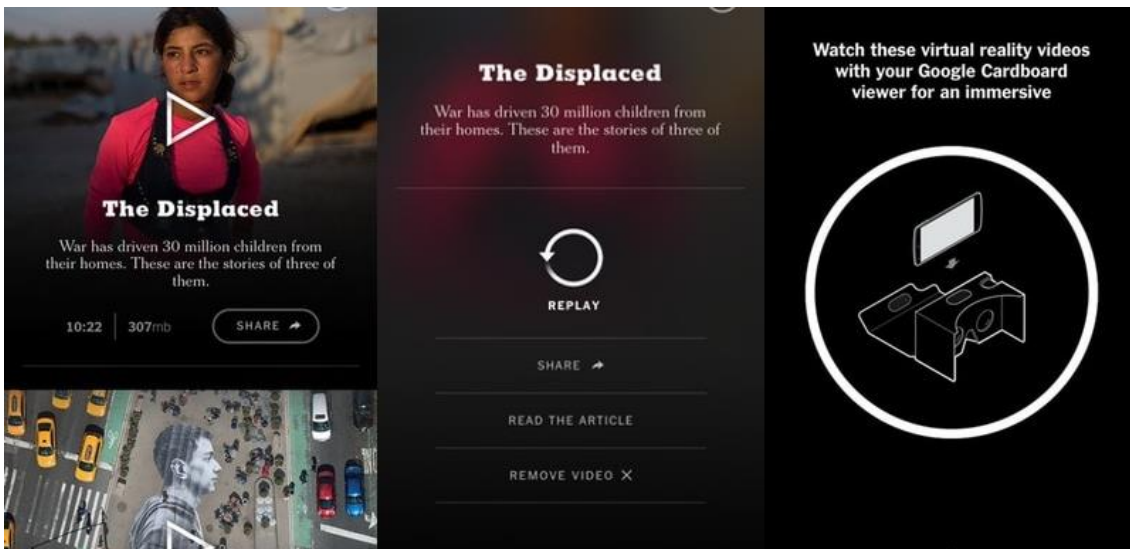 The Displaced
War has driven 30 million children from
their homes. These are the stories of three of
them.
10:22 307mb SHARE
The Displaced
War has driven 30 million children from
their homes. These are the stories of three of
them.
REPLAY
SHARE
READ THE ARTICLE
REMOVE VIDEO X
Watch these virtual reality videos
with your Google Cardboard
viewer for an immersive